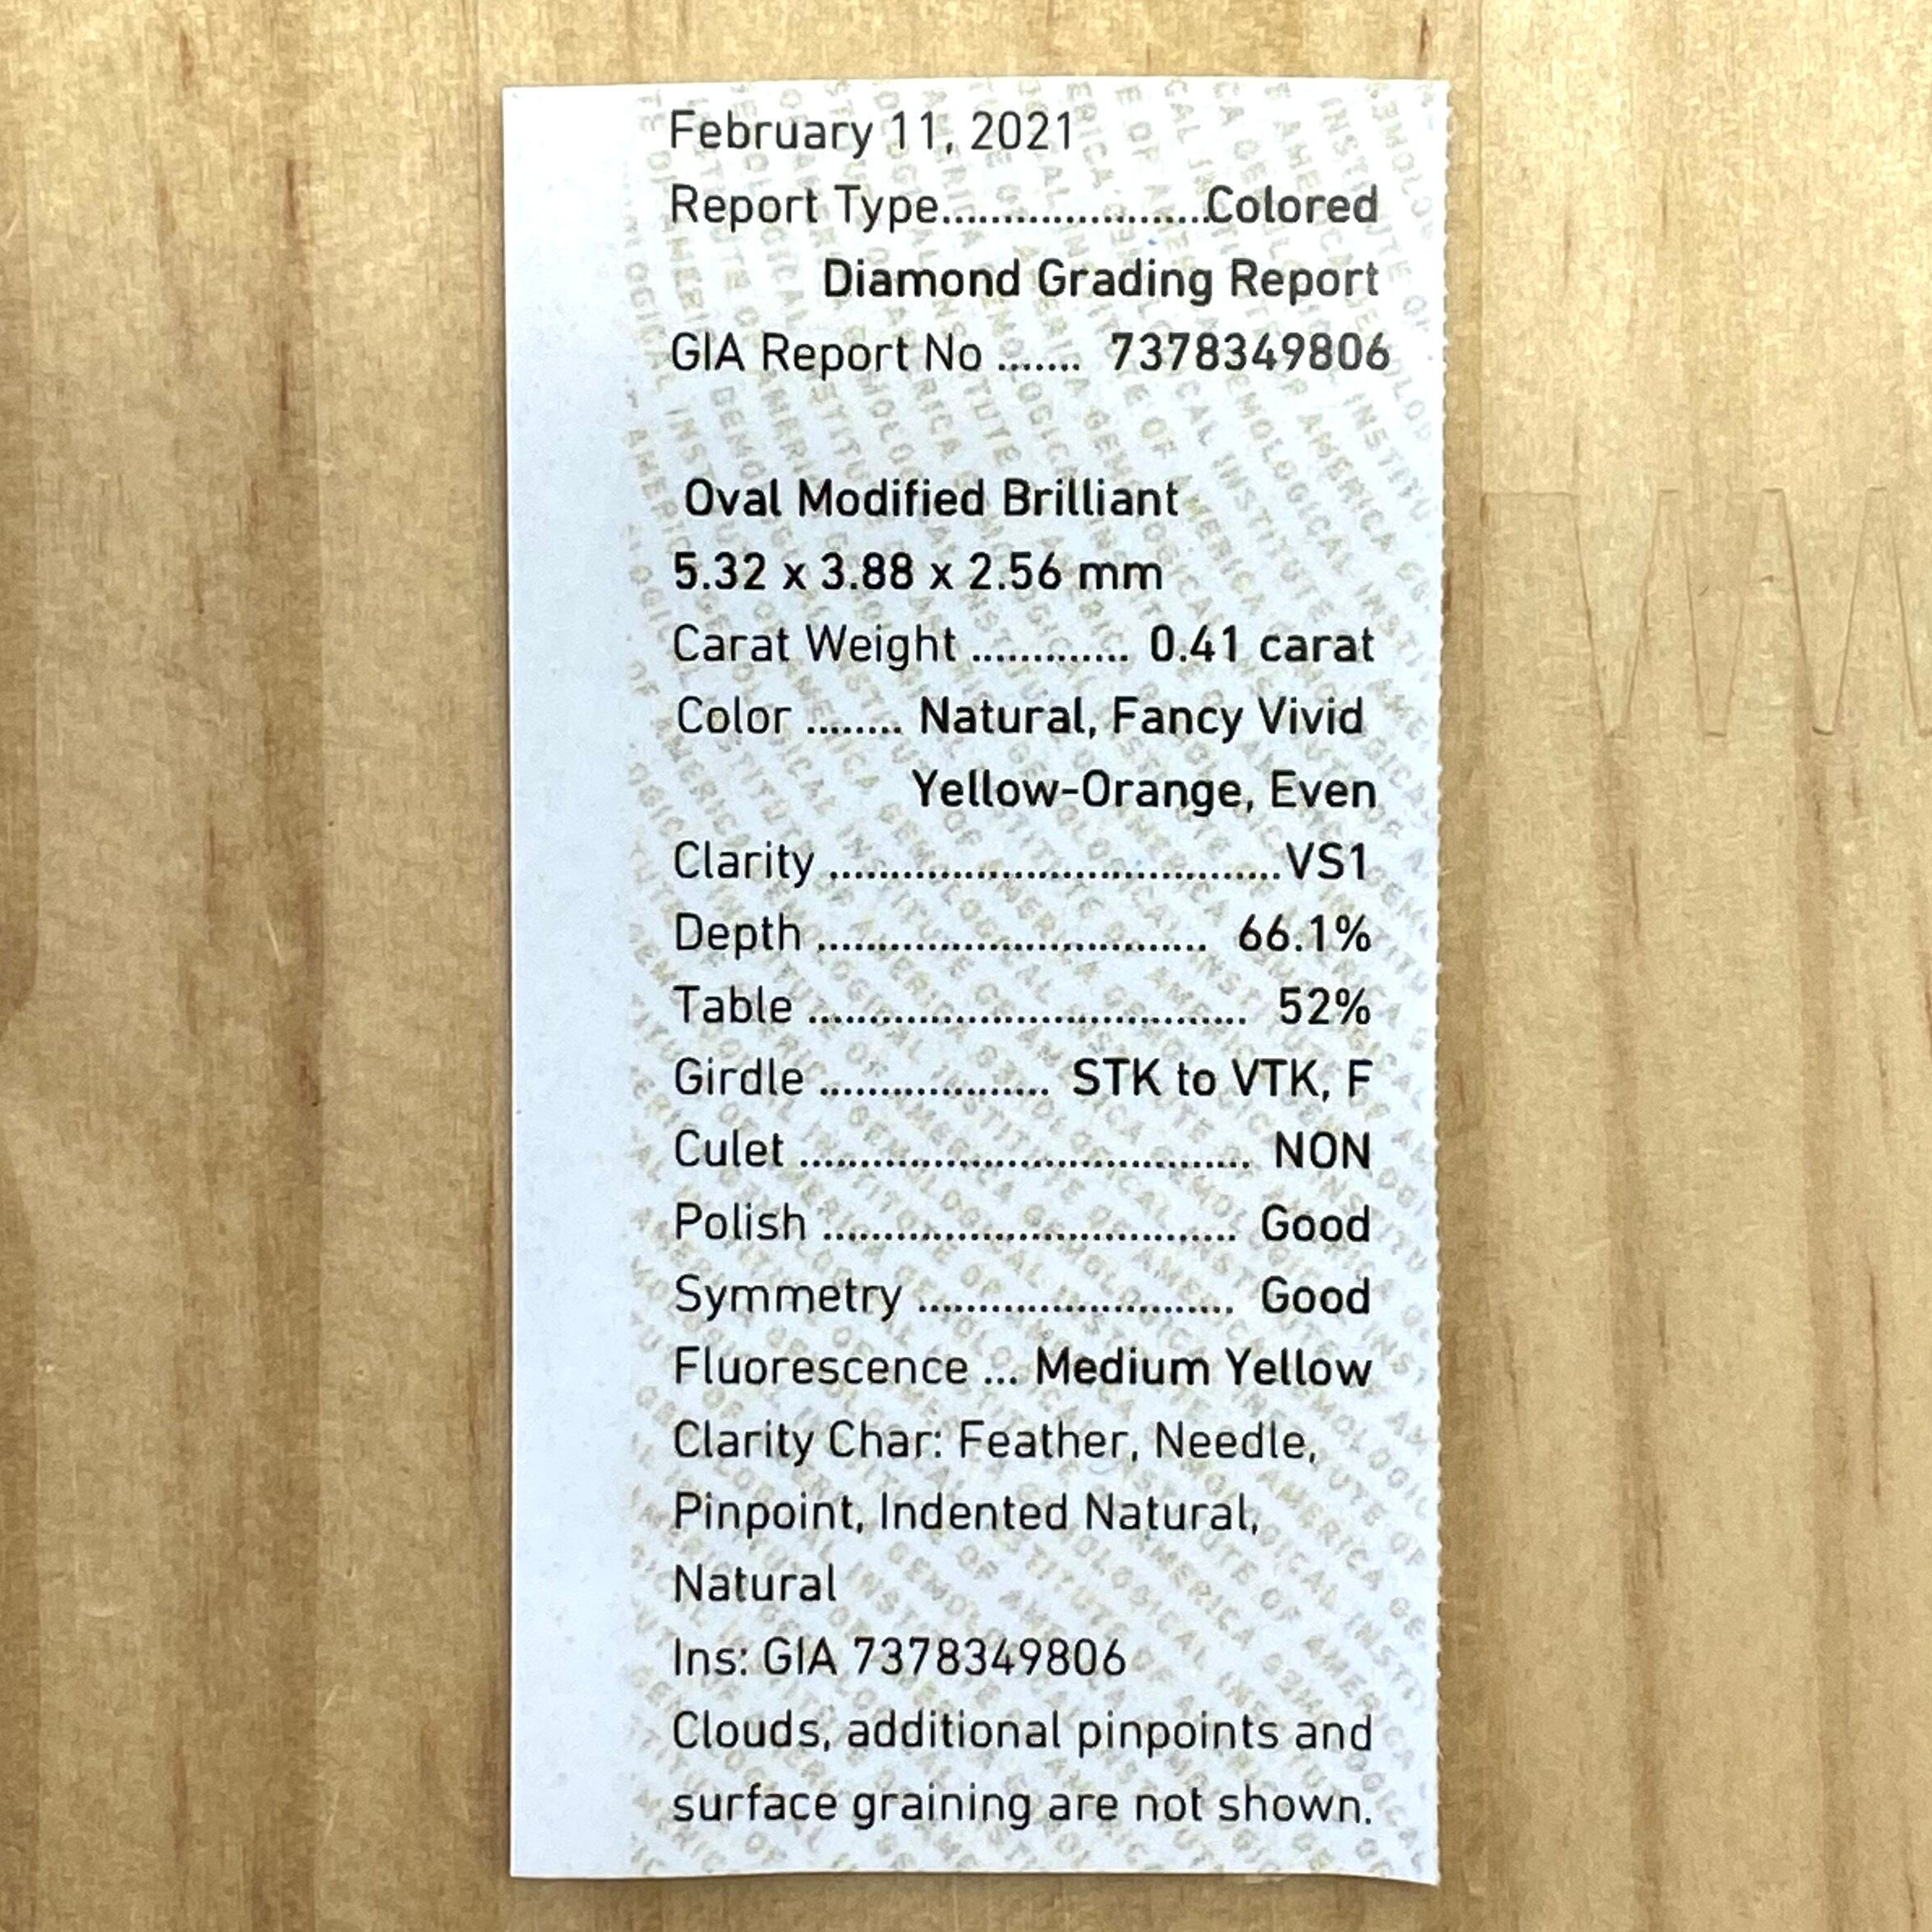 February 11, 2021
Report Type......................Colored
Diamond Grading Report
GIA Report No ....... 7378349806
Oval Modified Brilliant
5.32 x 3.88 x 2.56 mm
Carat Weight ............. 0.41 carat
Color ........ Natural, Fancy Vivid
Yellow-Orange, Even
Clarity .....................................VS1
Depth ................................ 66.1%
Table .................................... 52%
Girdle ................... STK to VTK, F
Culet ..................................... NON
Polish .................................. Good
Symmetry .......................... Good
Fluorescence ... Medium Yellow
Clarity Char: Feather, Needle,
Pinpoint, Indented Natural,
Natural
Ins: GIA 7378349806
Clouds, additional pinpoints and
surface graining are not shown.